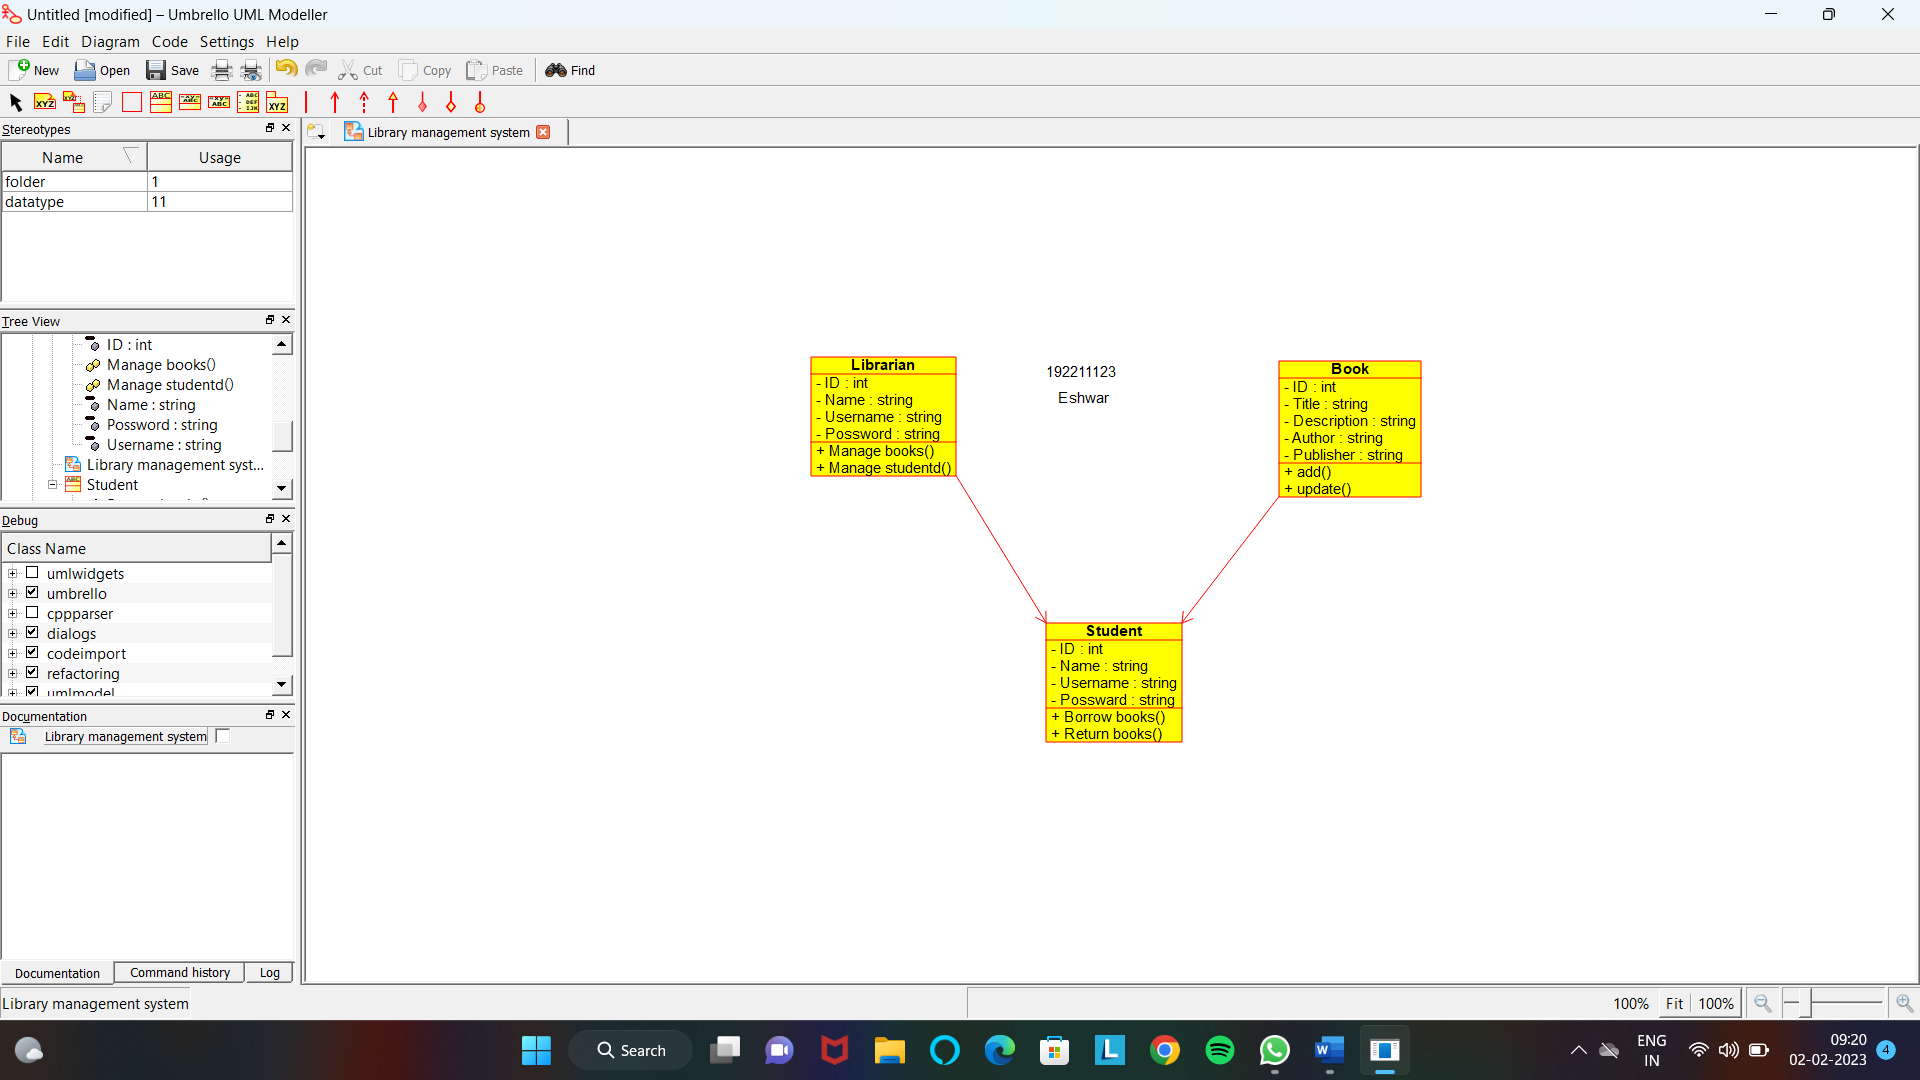 Untitled [modified] – Umbrello UML Modeller
File Edit Diagram Code Settings Help
New Open Save Cut Copy Paste Find
Stereotypes
Name Usage
folder 1
datatype 11
Tree View
ID : int
Manage books()
Manage studentd()
Name : string
Possword : string
Username : string
Library management syst...
Student
Debug
Class Name
umlwidgets
umbrello
cppparser
dialogs
codeimport
refactoring
umlmodel
Documentation
Library management system
Documentation Command history Log
Library management system
Library management system
Librarian
- ID : int
- Name : string
- Username : string
- Possword : string
+ Manage books()
+ Manage studentd()
192211123
Eshwar
Book
- ID : int
- Title : string
- Description : string
- Author : string
- Publisher : string
+ add()
+ update()
Student
- ID : int
- Name : string
- Username : string
- Possward : string
+ Borrow books()
+ Return books()
100% Fit 100%
Search
ENG
IN
09:20
02-02-2023
4